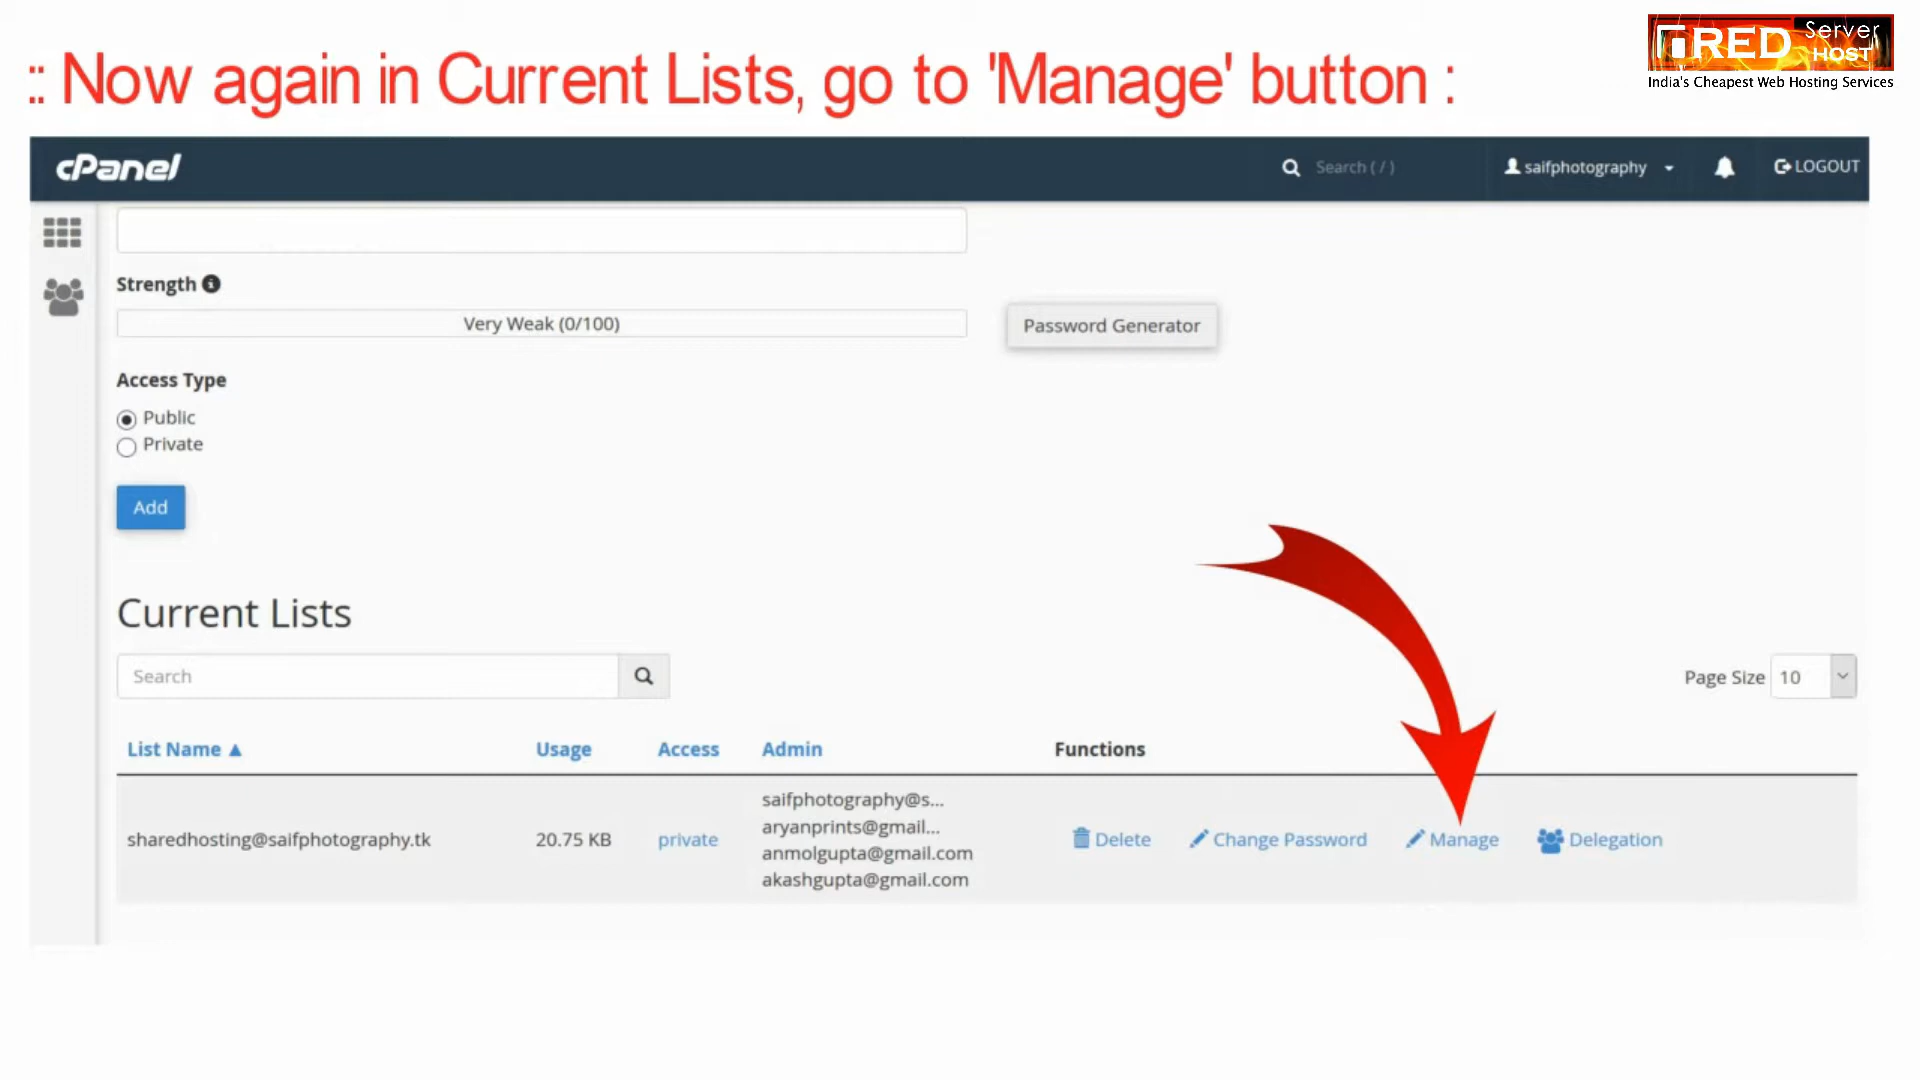 :: Now again in Current Lists, go to 'Manage' button :
RED Server HOST
India's Cheapest Web Hosting Services
cPanel
Search ( / )
saifphotography
LOGOUT
Strength
Very Weak (0/100)
Password Generator
Access Type
Public
Private
Add
Current Lists
Search
Page Size 10
List Name ▲ Usage Access Admin Functions
saifphotography@s...
aryanprints@gmail...
sharedhosting@saifphotography.tk 20.75 KB private Delete Change Password Manage Delegation
anmolgupta@gmail.com
akashgupta@gmail.com